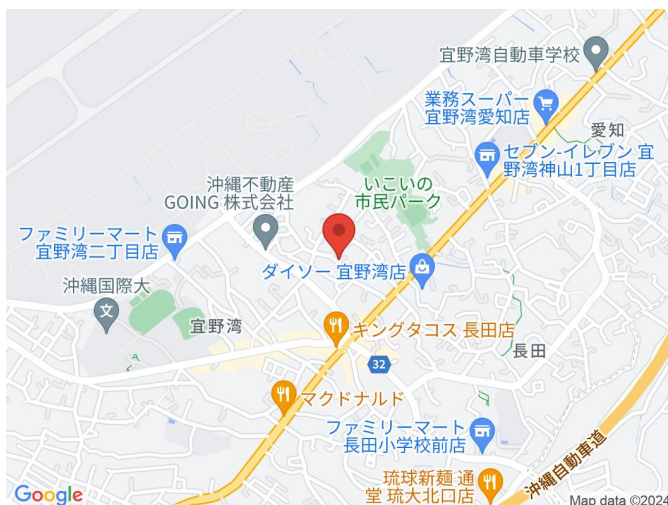 宜野湾自動車学校
業務スーパー
宜野湾愛知店
愛知
セブン-イレブン 宜
野湾神山1丁目店
いこいの
市民パーク
沖縄不動産
GOING 株式会社
ファミリーマート
宜野湾二丁目店
ダイソー 宜野湾店
沖縄国際大
宜野湾
キングタコス 長田店
長田
32
マクドナルド
ファミリーマート
長田小学校前店
沖縄自動車道
琉球新麺 通
堂 琉大北口店
Google
Map data ©2024